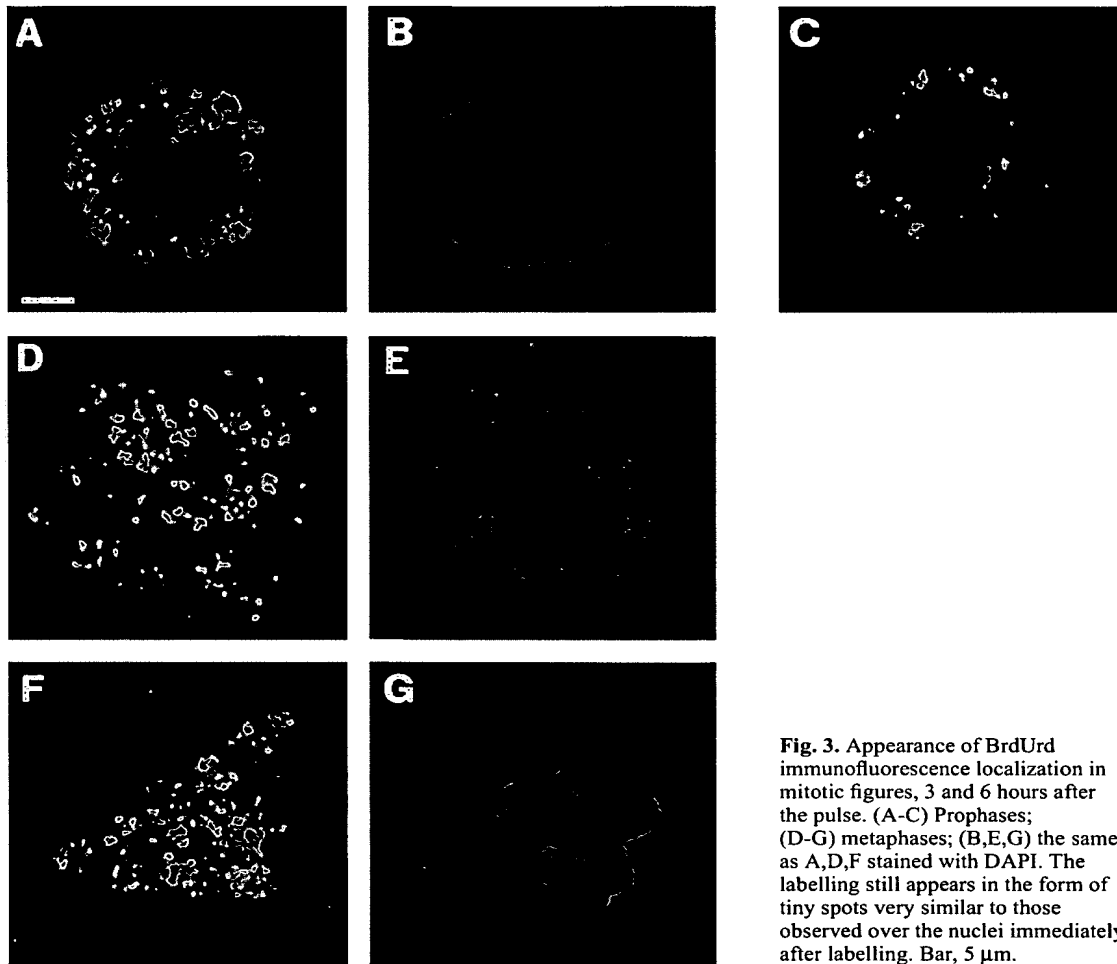 A
B
C
D
E
F
G
Fig. 3. Appearance of BrdUrd
immunofluorescence localization in
mitotic figures, 3 and 6 hours after
the pulse. (A-C) Prophases;
(D-G) metaphases; (B,E,G) the same
as A,D,F stained with DAPI. The
labelling still appears in the form of
tiny spots very similar to those
observed over the nuclei immediately
after labelling. Bar, 5 μm.